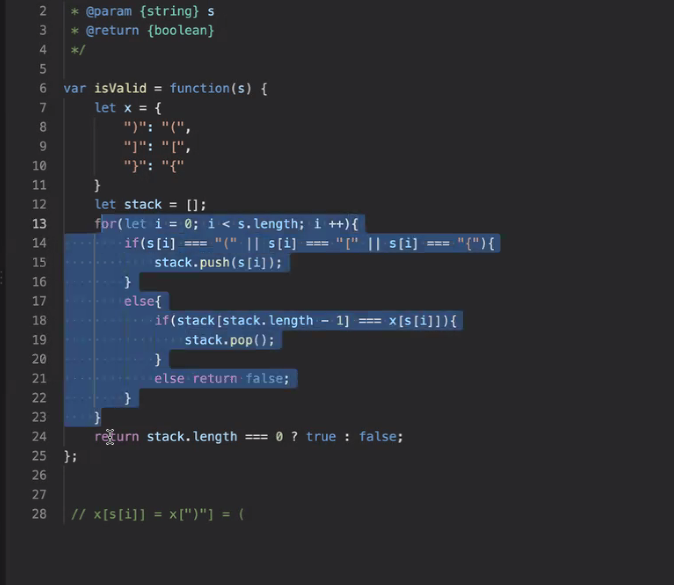 2 * @param {string} s
3 * @return {boolean}
4 */
5
6 var isValid = function(s) {
7 let x = {
8 ")": "(",
9 "]": "[",
10 "}": "{"
11 }
12 let stack = [];
13 for(let i = 0; i < s.length; i ++){
14 if(s[i] === "(" || s[i] === "[" || s[i] === "{"){
15 stack.push(s[i]);
16 }
17 else{
18 if(stack[stack.length - 1] === x[s[i]]){
19 stack.pop();
20 }
21 else return false;
22 }
23 }
24 return stack.length === 0 ? true : false;
25 };
26
27
28 // x[s[i]] = x[")"] = (